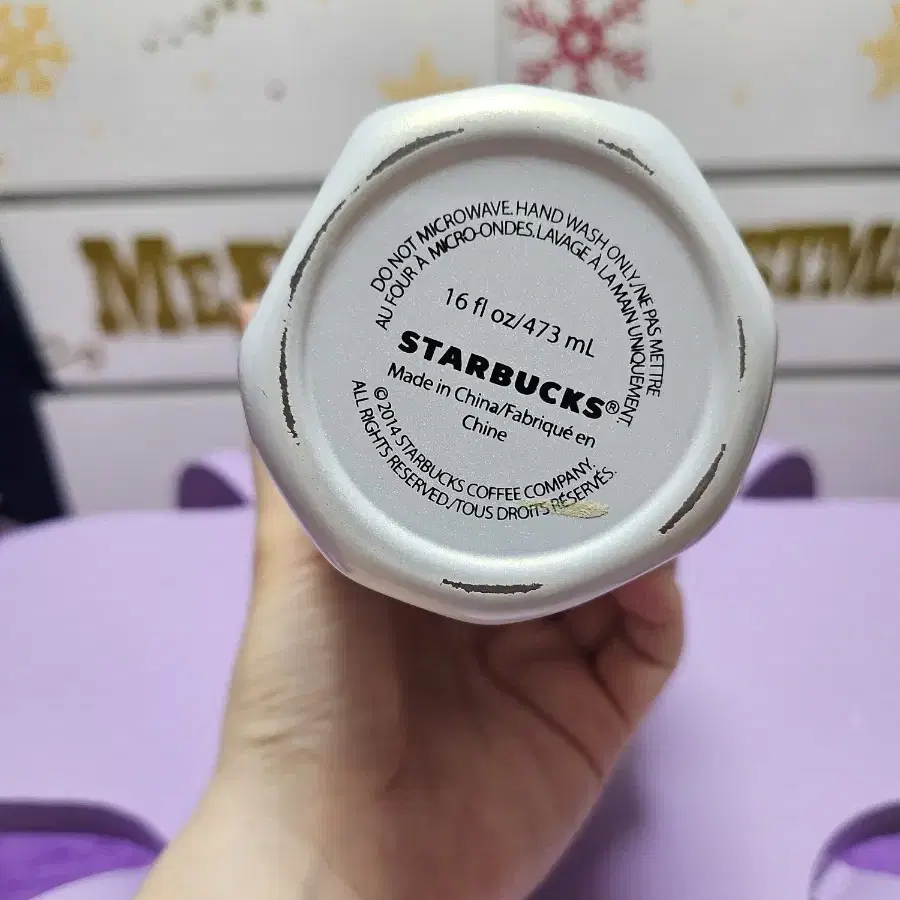 DO NOT MICROWAVE. HAND WASH ONLY/NE PAS METTRE
AU FOUR À MICRO-ONDES. LAVAGE À LA MAIN UNIQUEMENT.
16 fl oz/473 mL
STARBUCKS®
Made in China/Fabriqué en
Chine
© 2014 STARBUCKS COFFEE COMPANY.
ALL RIGHTS RESERVED./TOUS DROITS RÉSERVÉS.